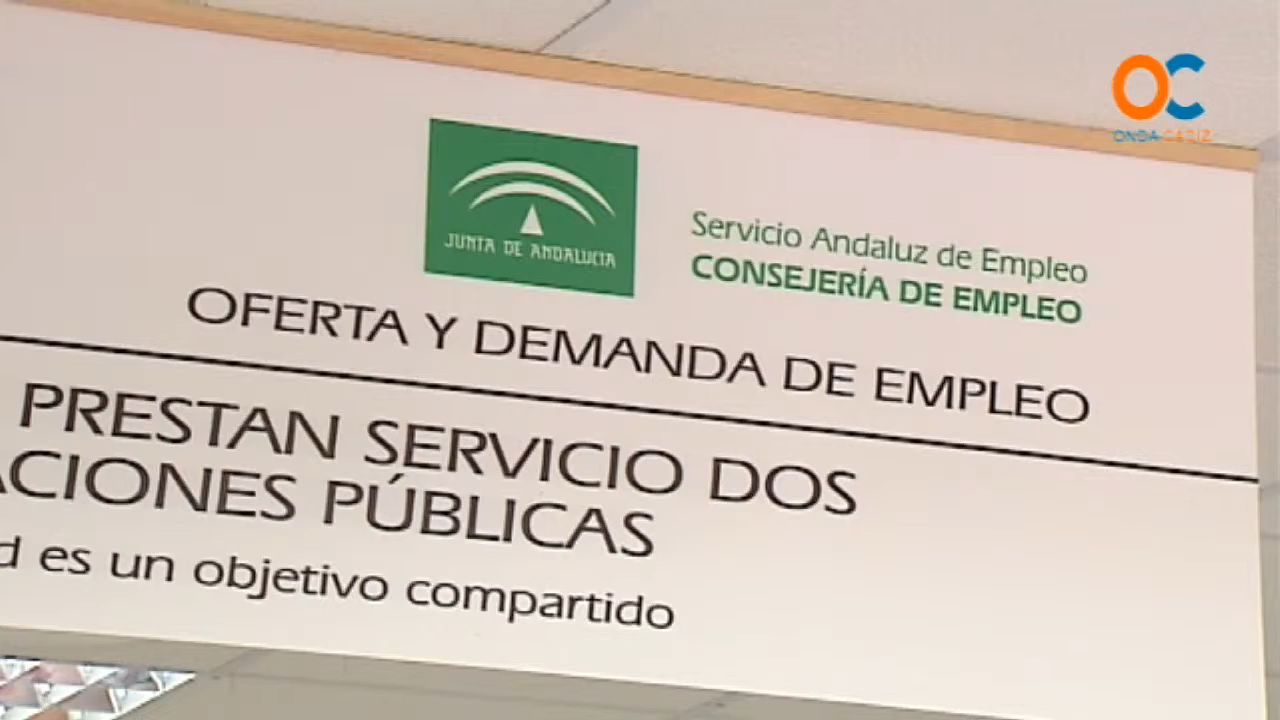 OC
ONDA CÁDIZ
JUNTA DE ANDALUCIA
Servicio Andaluz de Empleo
CONSEJERÍA DE EMPLEO
OFERTA Y DEMANDA DE EMPLEO
PRESTAN SERVICIO DOS
ACIONES PÚBLICAS
d es un objetivo compartido